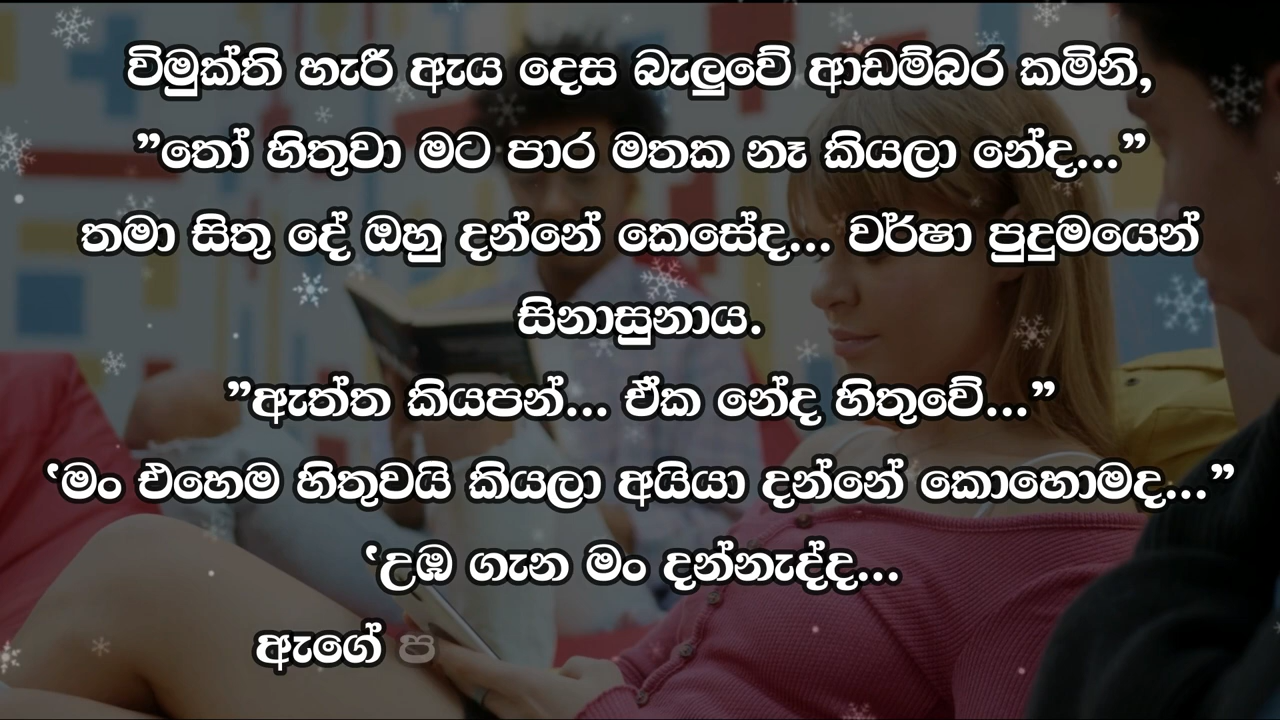 විමුක්ති හැරී ඇය දෙස බැලුවේ ආඩම්බර කමිනි,
”තෝ හිතුවා මට පාර මතක නෑ කියලා නේද...”
තමා සිතු දේ ඔහු දන්නේ කෙසේද... වර්ෂා පුදුමයෙන්
සිනාසුනාය.
”ඇත්ත කියපන්... ඒක නේද හිතුවේ...”
‛මං එහෙම හිතුවයි කියලා අයියා දන්නේ කොහොමද...”
‛උඹ ගැන මං දන්නැද්ද...
ඇගේ ප